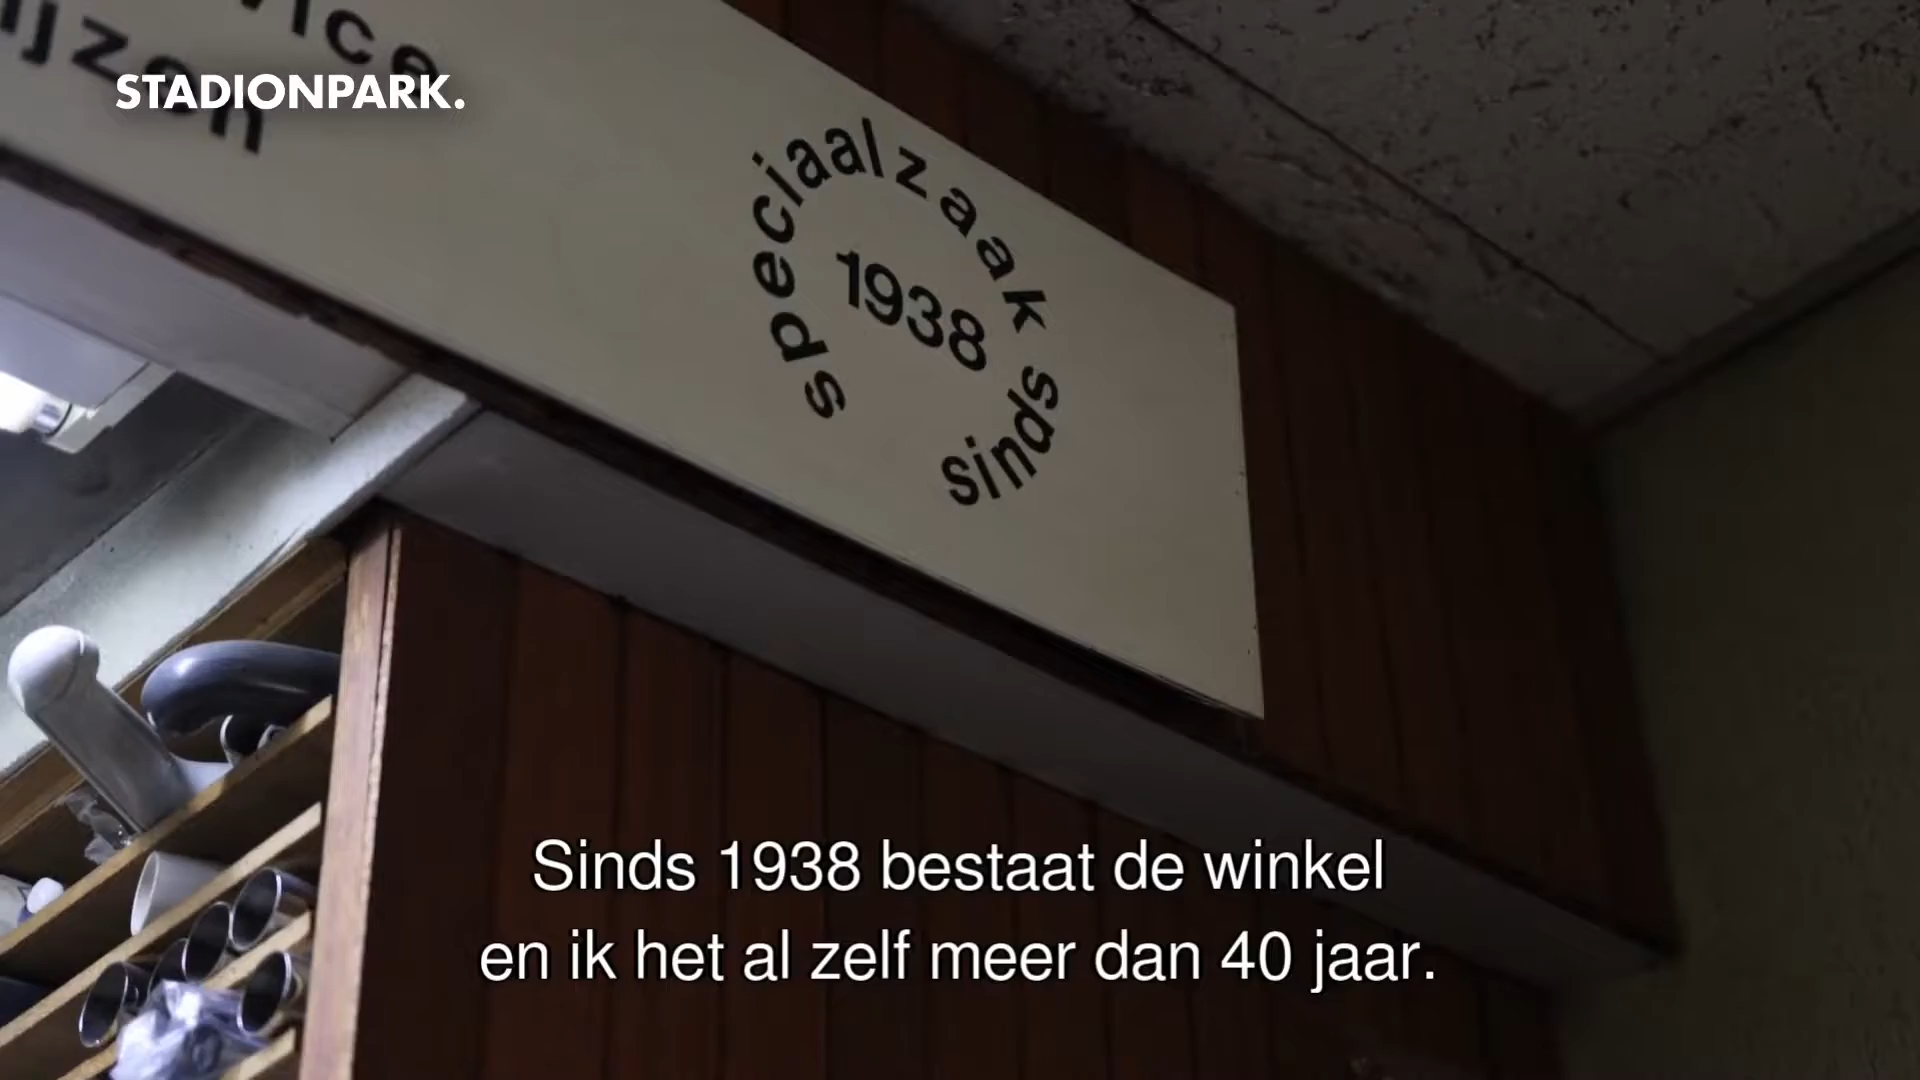 STADIONPARK.
speciaalzaak sinds
1938
Sinds 1938 bestaat de winkel
en ik het al zelf meer dan 40 jaar.